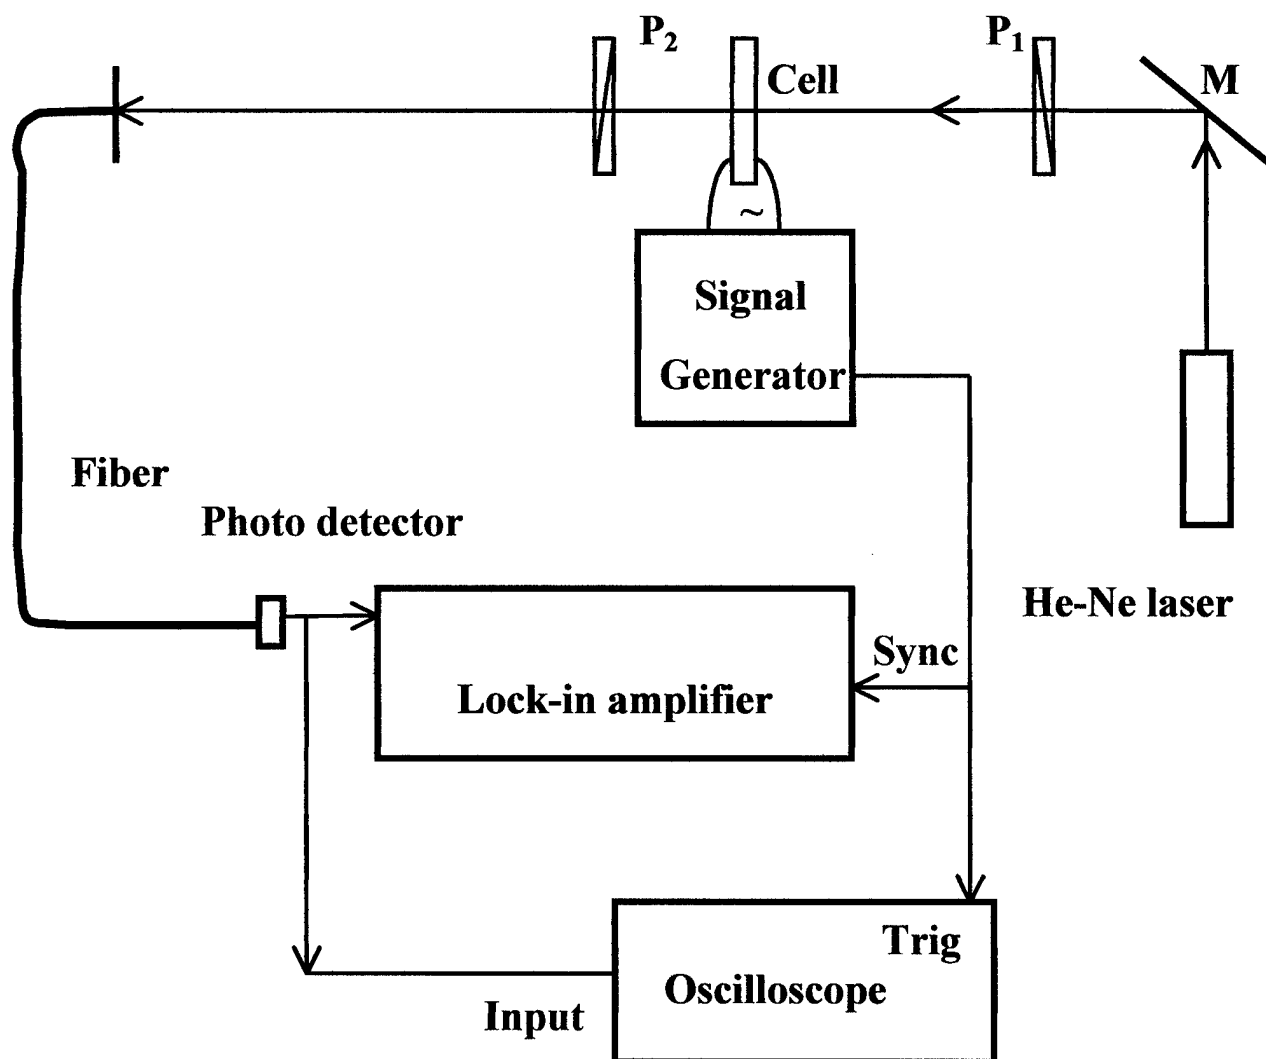 P₂
P₁
Cell
M
~
Signal
Generator
Fiber
Photo detector
He-Ne laser
Sync
Lock-in amplifier
Trig
Oscilloscope
Input